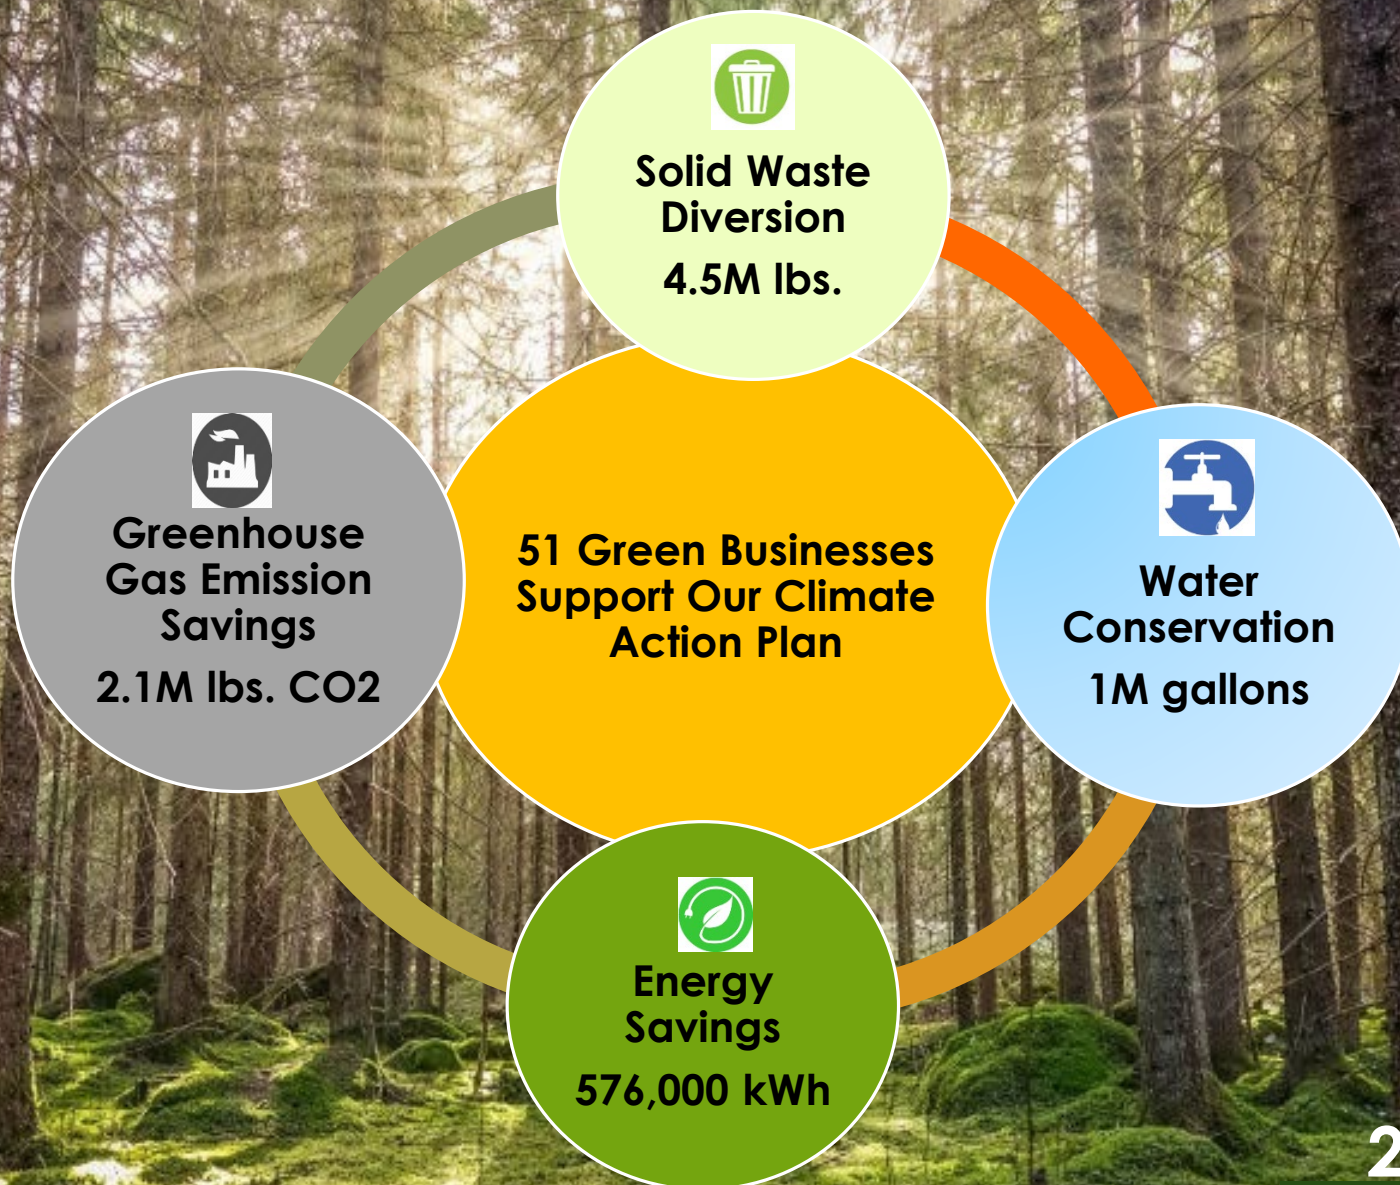 Solid Waste
Diversion
4.5M lbs.
Greenhouse
Gas Emission
Savings
2.1M lbs. CO2
51 Green Businesses
Support Our Climate
Action Plan
Water
Conservation
1M gallons
Energy
Savings
576,000 kWh
2